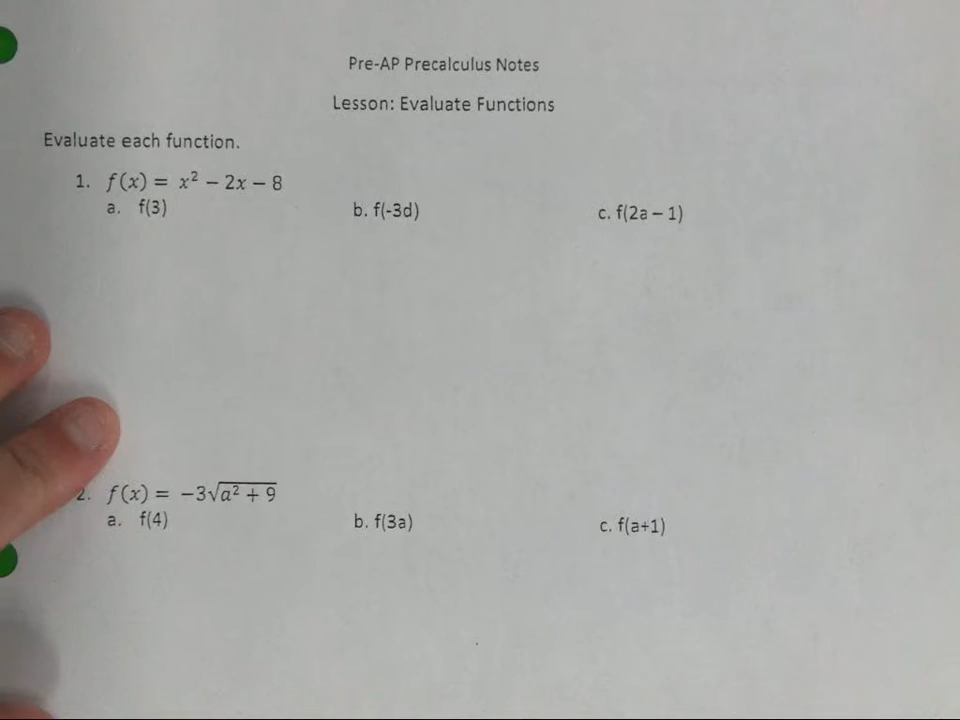 Pre-AP Precalculus Notes
Lesson: Evaluate Functions
Evaluate each function.
1. f(x) = x² − 2x − 8
a. f(3) b. f(-3d) c. f(2a – 1)
2. f(x) = −3√(a² + 9)
a. f(4) b. f(3a) c. f(a+1)